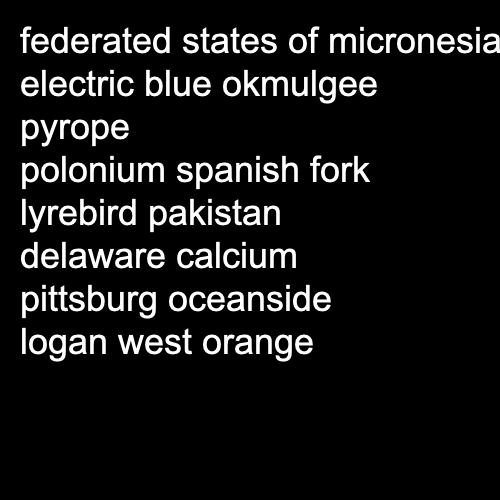 federated states of micronesia
electric blue okmulgee
pyrope
polonium spanish fork
lyrebird pakistan
delaware calcium
pittsburg oceanside
logan west orange